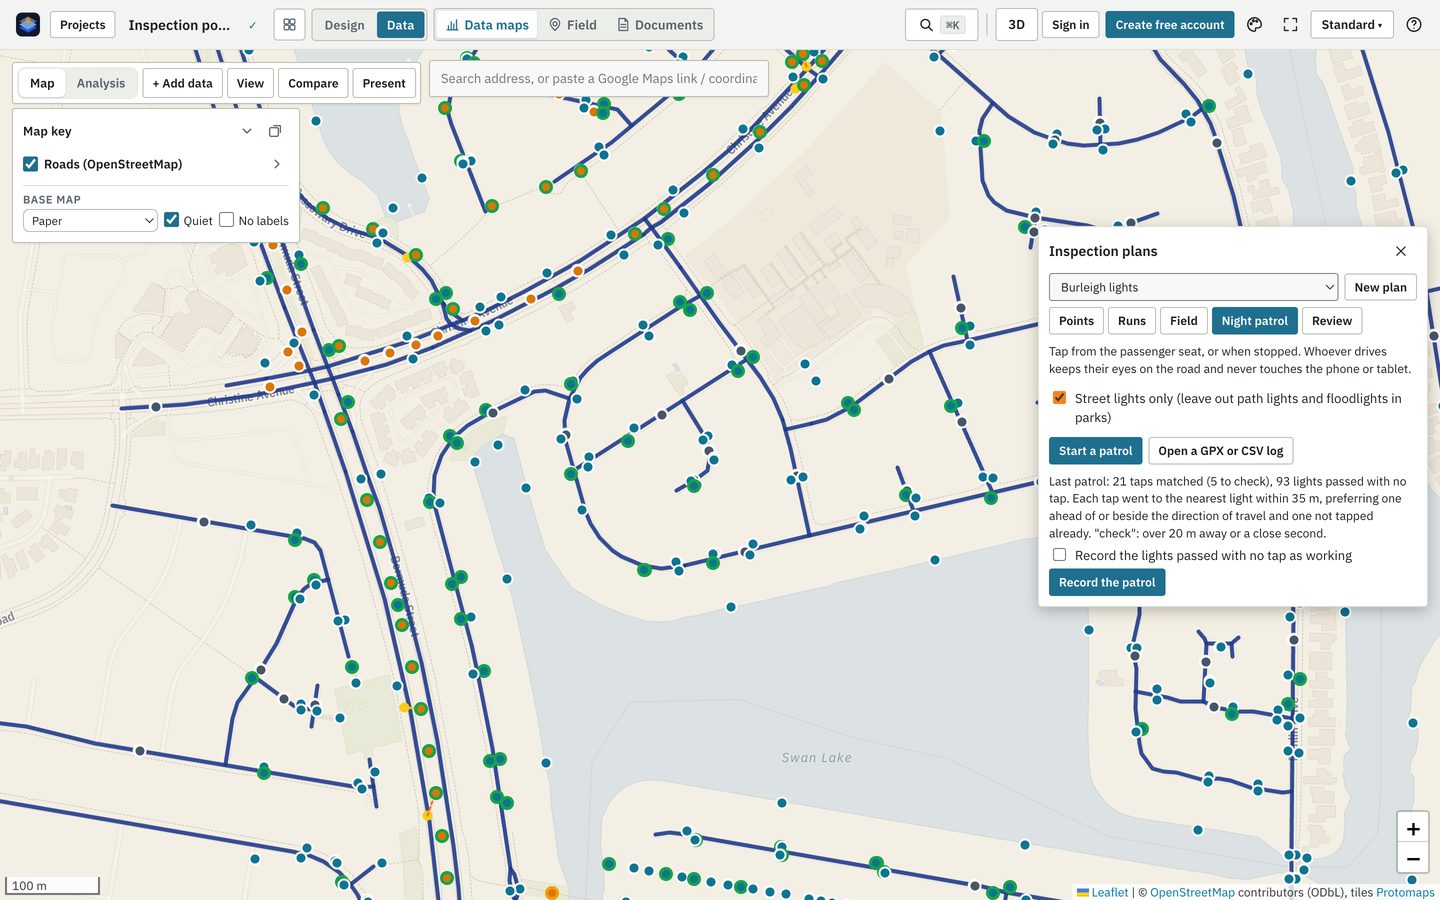 Projects
Inspection po...
Design
Data
Data maps
Field
Documents
⌘K
3D
Sign in
Create free account
Standard
Map
Analysis
+ Add data
View
Compare
Present
Search address, or paste a Google Maps link / coordina
Map key
Roads (OpenStreetMap)
BASE MAP
Paper
Quiet
No labels
Inspection plans
Burleigh lights
New plan
Points
Runs
Field
Night patrol
Review
Tap from the passenger seat, or when stopped. Whoever drives
keeps their eyes on the road and never touches the phone or tablet.
Street lights only (leave out path lights and floodlights in
parks)
Start a patrol
Open a GPX or CSV log
Last patrol: 21 taps matched (5 to check), 93 lights passed with no
tap. Each tap went to the nearest light within 35 m, preferring one
ahead of or beside the direction of travel and one not tapped
already. "check": over 20 m away or a close second.
Record the lights passed with no tap as working
Record the patrol
Christine Avenue
Bermuda Street
Swan Lake
100 m
+
−
Leaflet | © OpenStreetMap contributors (ODbL), tiles Protomaps